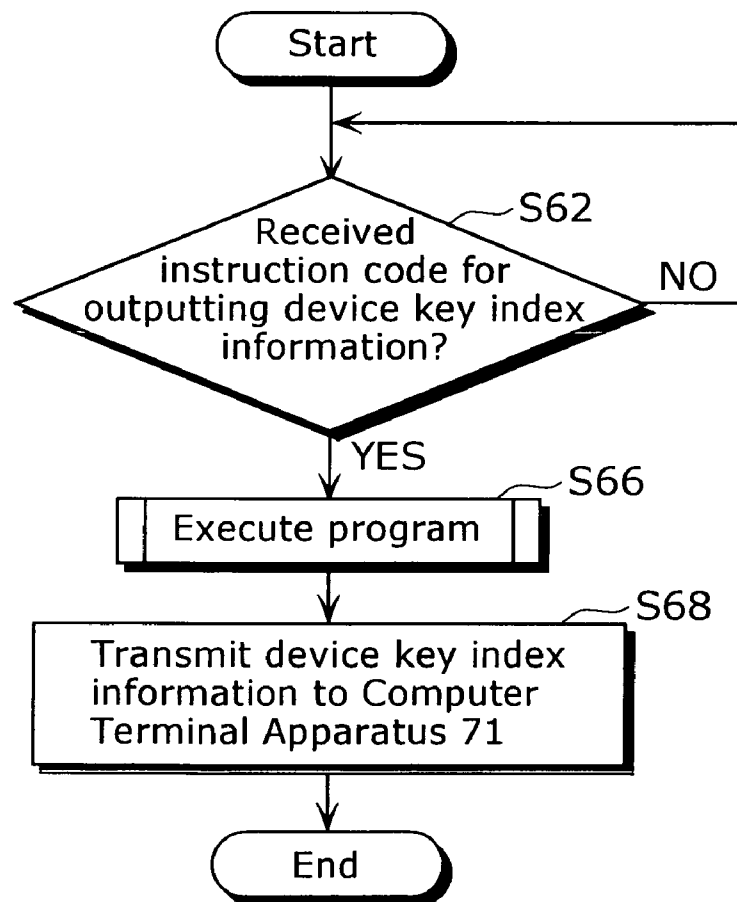 Start
S62
Received
instruction code for
outputting device key index
information?
NO
YES
S66
Execute program
S68
Transmit device key index
information to Computer
Terminal Apparatus 71
End